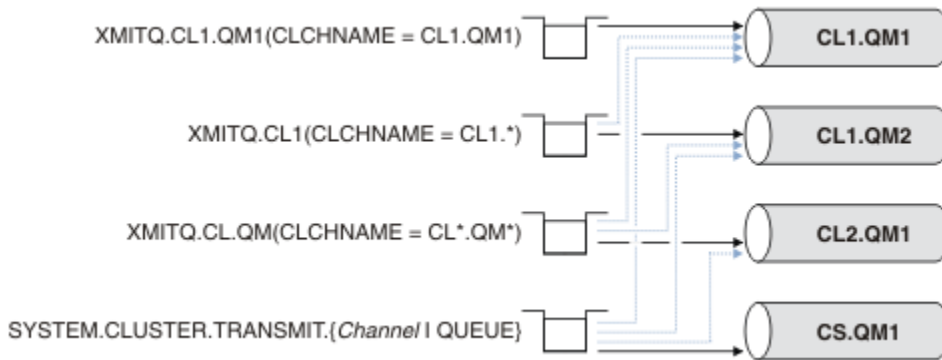 XMITQ.CL1.QM1(CLCHNAME = CL1.QM1)
CL1.QM1
XMITQ.CL1(CLCHNAME = CL1.*)
CL1.QM2
XMITQ.CL.QM(CLCHNAME = CL*.QM*)
CL2.QM1
SYSTEM.CLUSTER.TRANSMIT.{Channel I QUEUE}
CS.QM1